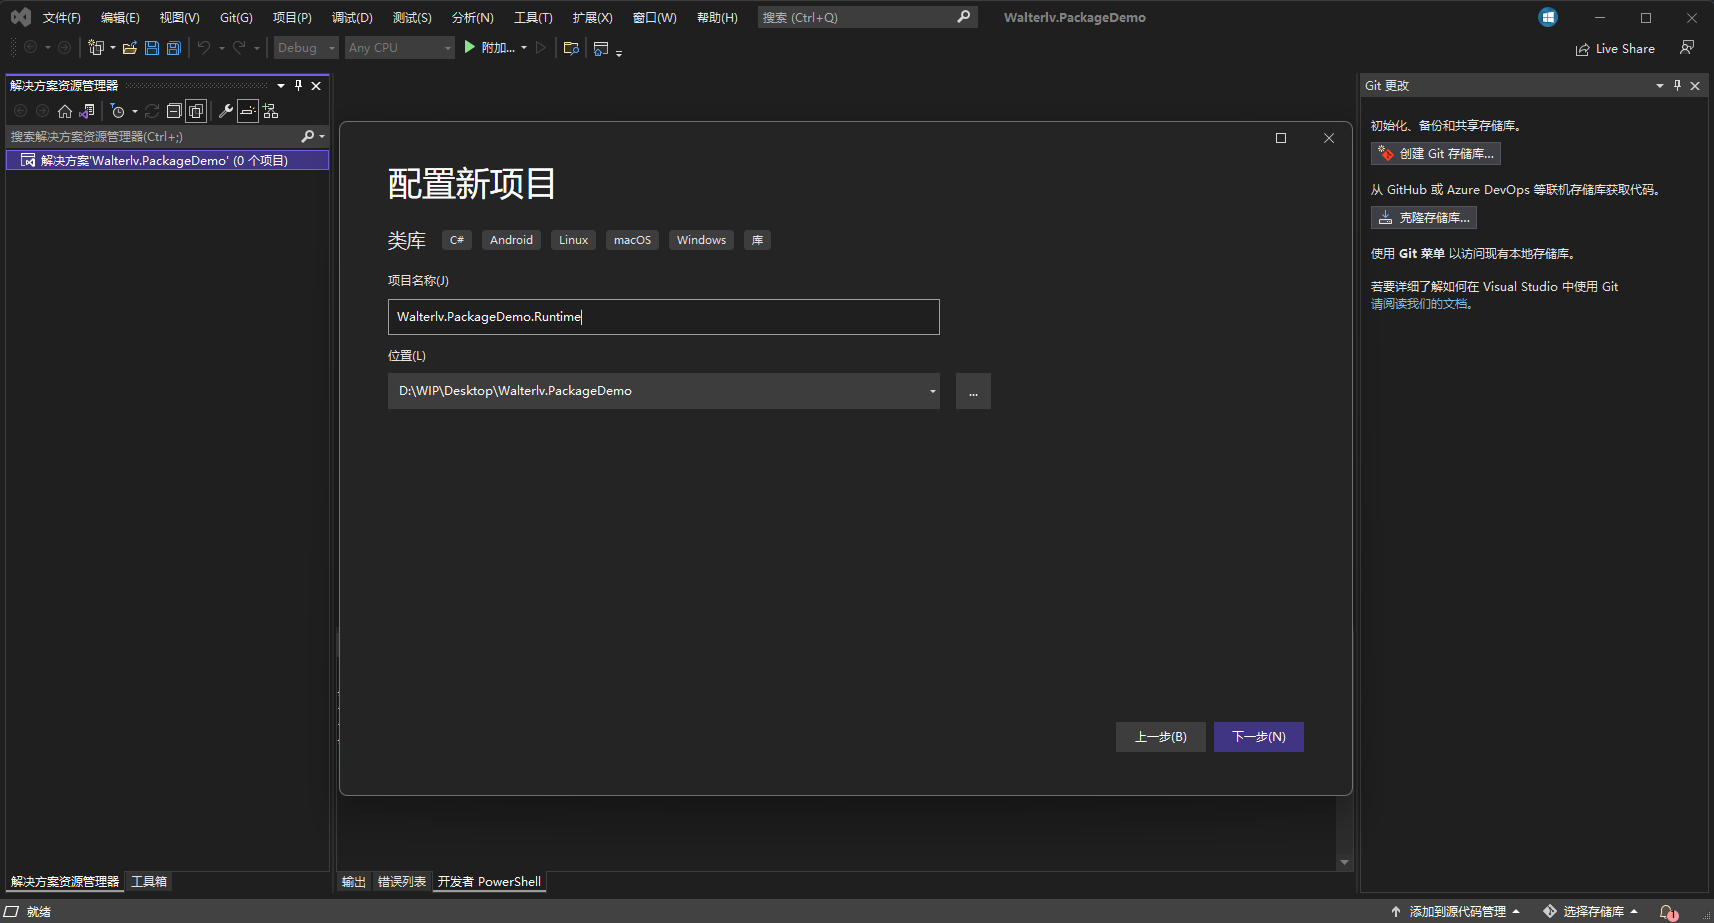 文件(F) 编辑(E) 视图(V) Git(G) 项目(P) 调试(D) 测试(S) 分析(N) 工具(T) 扩展(X) 窗口(W) 帮助(H) 搜索 (Ctrl+Q) Walterlv.PackageDemo
Debug Any CPU 附加... Live Share
解决方案资源管理器
搜索解决方案资源管理器(Ctrl+;)
解决方案'Walterlv.PackageDemo' (0 个项目)
配置新项目
类库 C# Android Linux macOS Windows 库
项目名称(J)
Walterlv.PackageDemo.Runtime
位置(L)
D:\WIP\Desktop\Walterlv.PackageDemo
...
上一步(B) 下一步(N)
Git 更改
初始化、备份和共享存储库。
创建 Git 存储库...
从 GitHub 或 Azure DevOps 等联机存储库获取代码。
克隆存储库...
使用 Git 菜单 以访问现有本地存储库。
若要详细了解如何在 Visual Studio 中使用 Git
请阅读我们的文档。
解决方案资源管理器 工具箱 输出 错误列表 开发者 PowerShell
就绪 添加到源代码管理 选择存储库 1